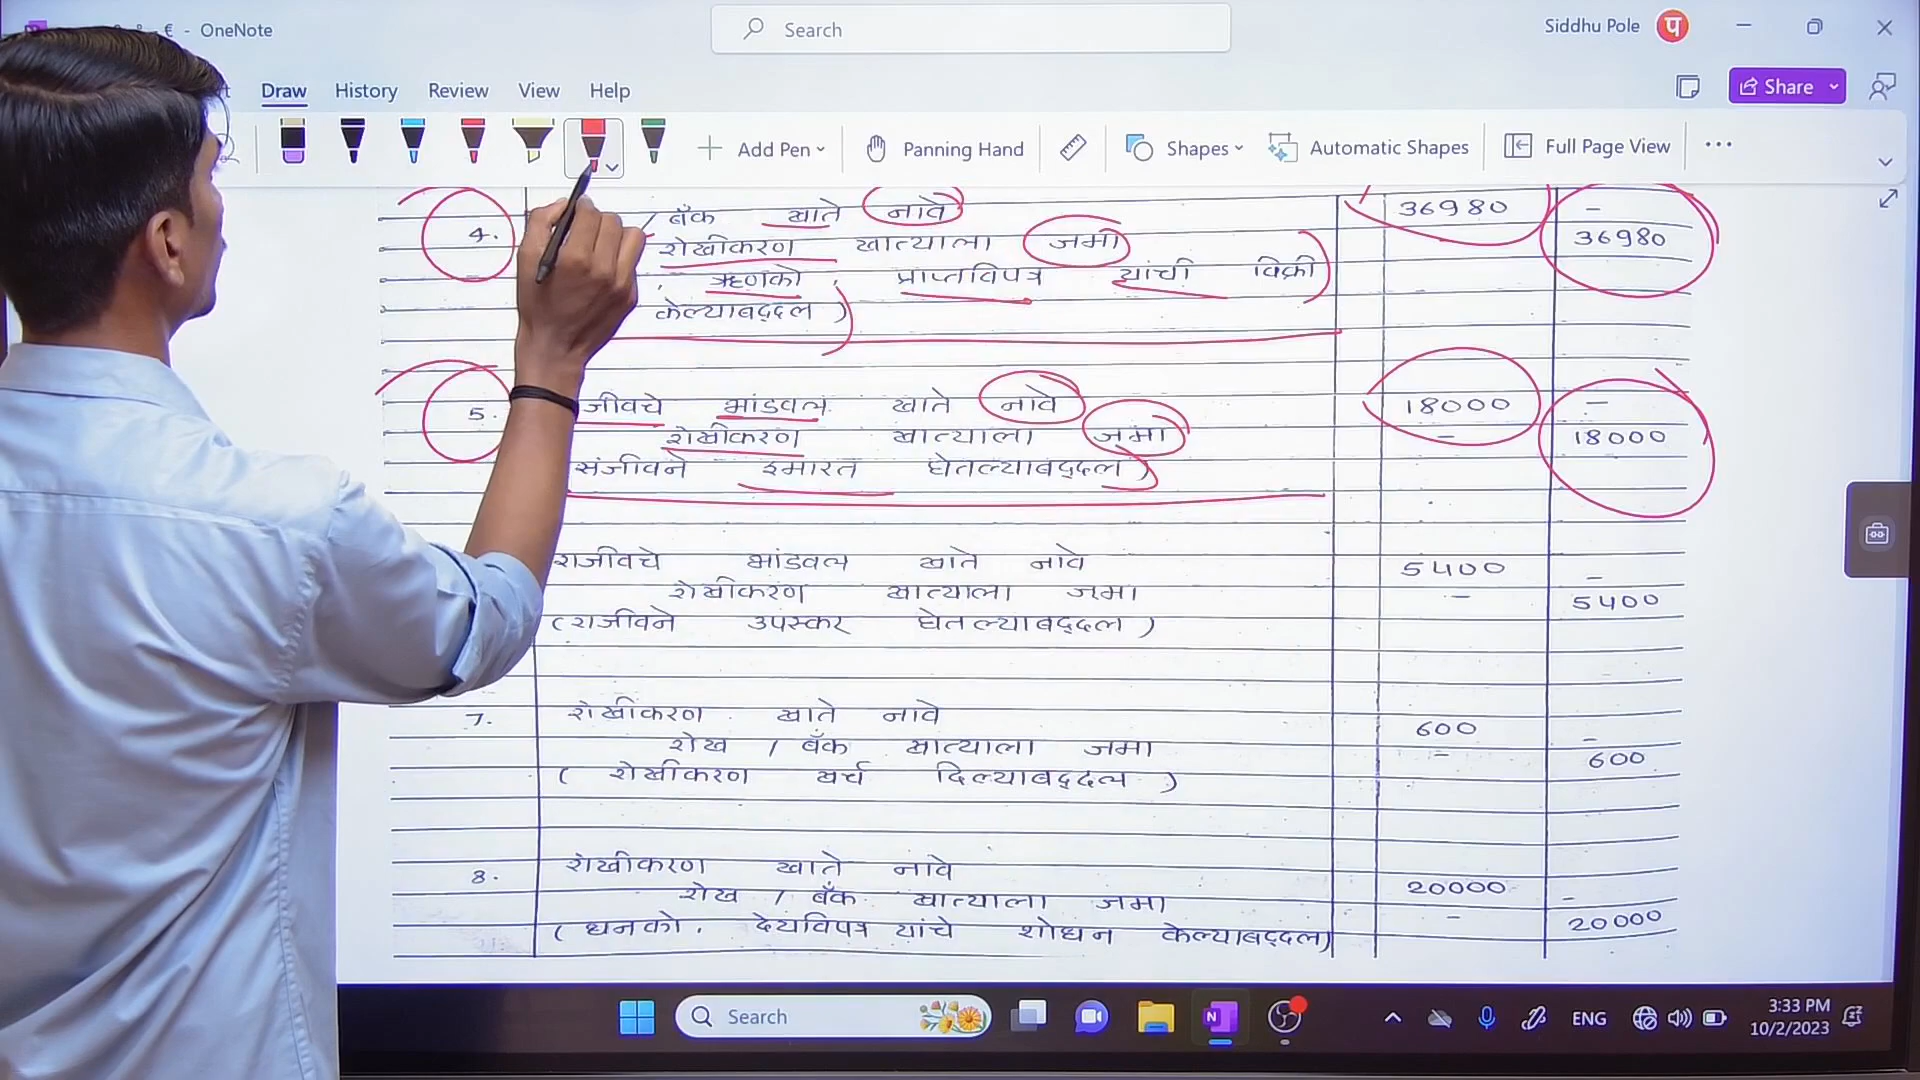 € - OneNote
Search
Siddhu Pole
प
Draw History Review View Help
Share
Add Pen
Panning Hand
Shapes
Automatic Shapes
Full Page View
4. / बँक खाते नावे 36980 -
रोखीकरण खात्याला जमा 36980
ऋणको, प्राप्तविपत्र यांची विक्री
केल्याबद्दल )
5. जीवचे भांडवल खाते नावे 18000 -
रोखीकरण खात्याला जमा - 18000
संजीवने इमारत घेतल्याबद्दल )
राजीवचे भांडवल खाते नावे 5400 -
रोखीकरण खात्याला जमा - 5400
(राजीवने उपस्कर घेतल्याबद्दल )
7. रोखीकरण खाते नावे 600 -
रोख / बँक खात्याला जमा - 600
( रोखीकरण खर्च दिल्याबद्दल )
8. रोखीकरण खाते नावे 20000 -
रोख / बँक खात्याला जमा - 20000
( धनको, देयविपत्र यांचे शोधन केल्याबद्दल)
Search
ENG
3:33 PM
10/2/2023